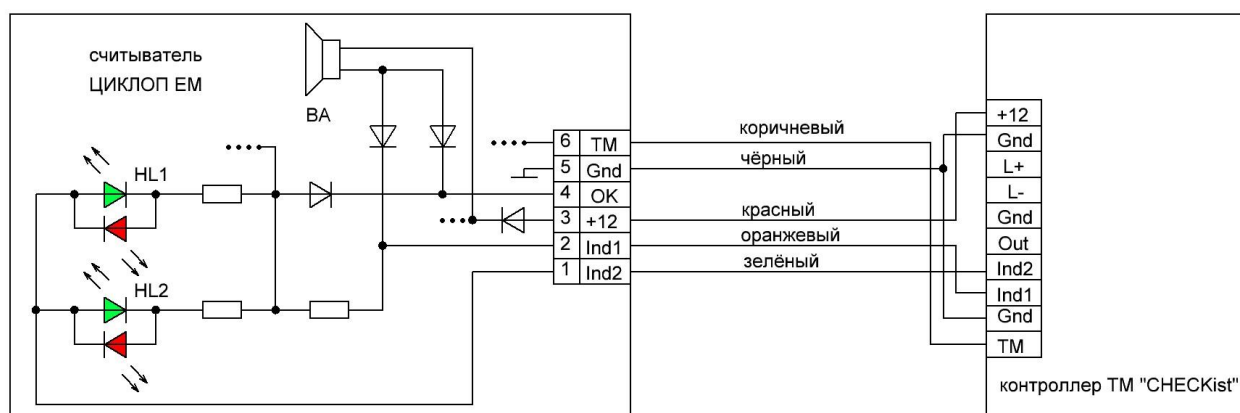 считыватель
ЦИКЛОП ЕМ
BA
HL1
HL2
6 TM
5 Gnd
4 OK
3 +12
2 Ind1
1 Ind2
коричневый
чёрный
красный
оранжевый
зелёный
+12
Gnd
L+
L-
Gnd
Out
Ind2
Ind1
Gnd
TM
контроллер ТМ "CHECKist"